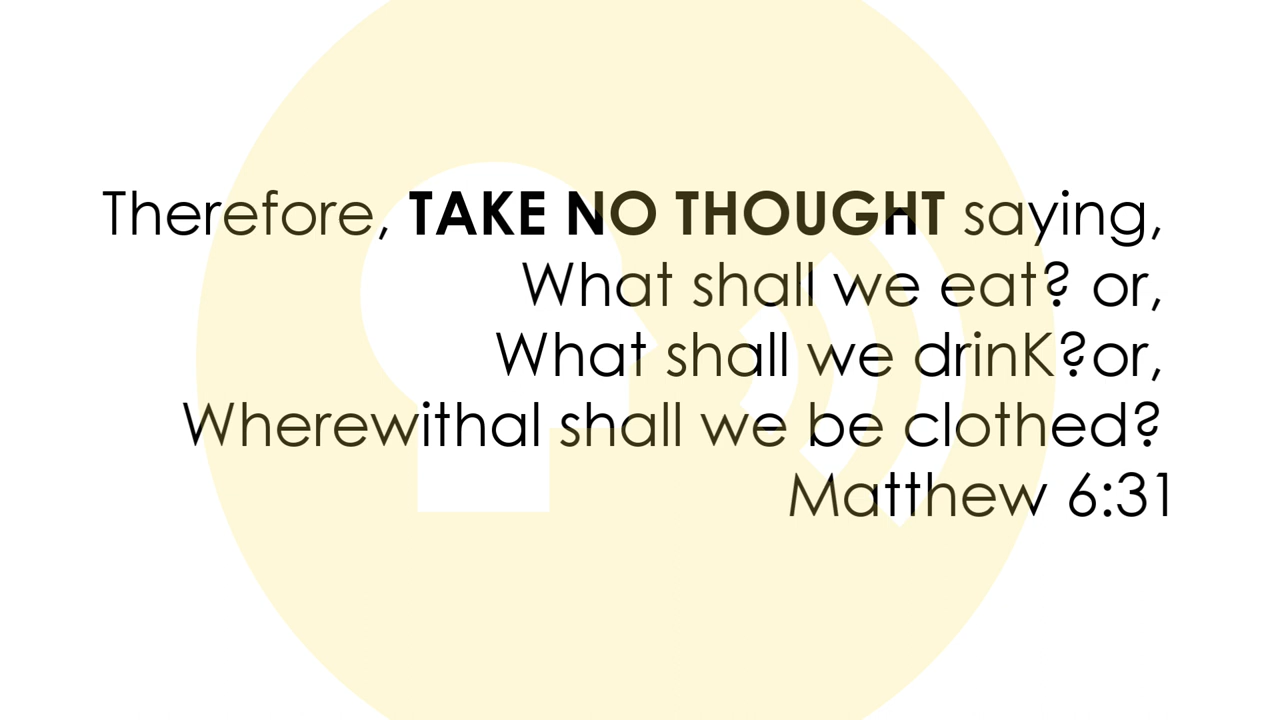 Therefore, TAKE NO THOUGHT saying,
What shall we eat? or,
What shall we drinK?or,
Wherewithal shall we be clothed?
Matthew 6:31